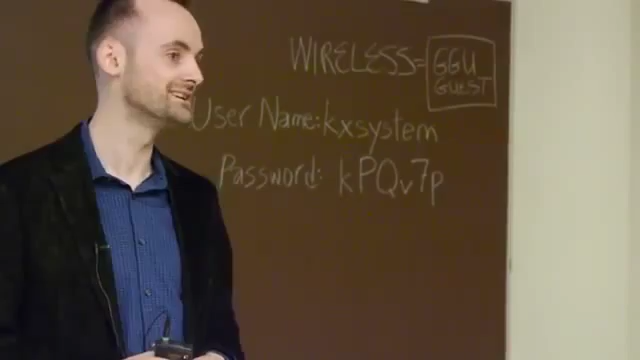 WIRELESS= GGU
GUEST
User Name: kxsystem
Password: kPQv7p